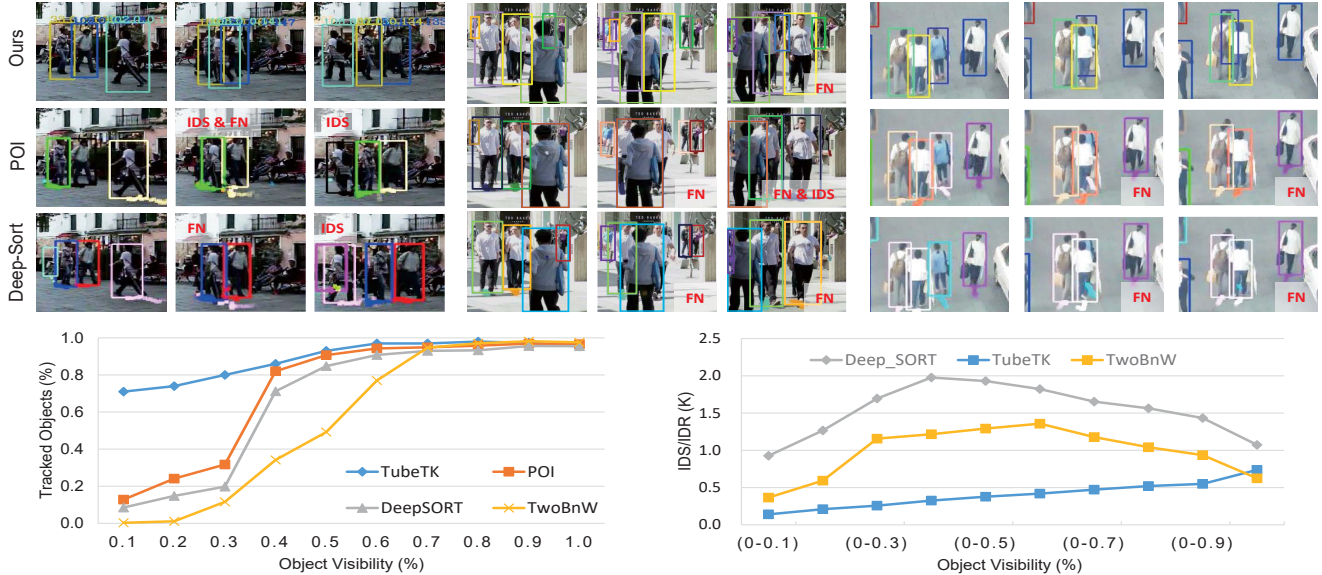 Ours
FN
POI
IDS & FN
IDS
FN
FN & IDS
FN
FN
Deep-Sort
FN
IDS
FN
FN
FN
FN
1.0
0.8
0.6
0.4
0.2
0.0
Tracked Objects (%)
TubeTK
POI
DeepSORT
TwoBnW
0.1 0.2 0.3 0.4 0.5 0.6 0.7 0.8 0.9 1.0
Object Visibility (%)
2.5
2.0
1.5
1.0
0.5
0.0
IDS/IDR (K)
Deep_SORT TubeTK TwoBnW
(0-0.1) (0-0.3) (0-0.5) (0-0.7) (0-0.9)
Object Visibility (%)